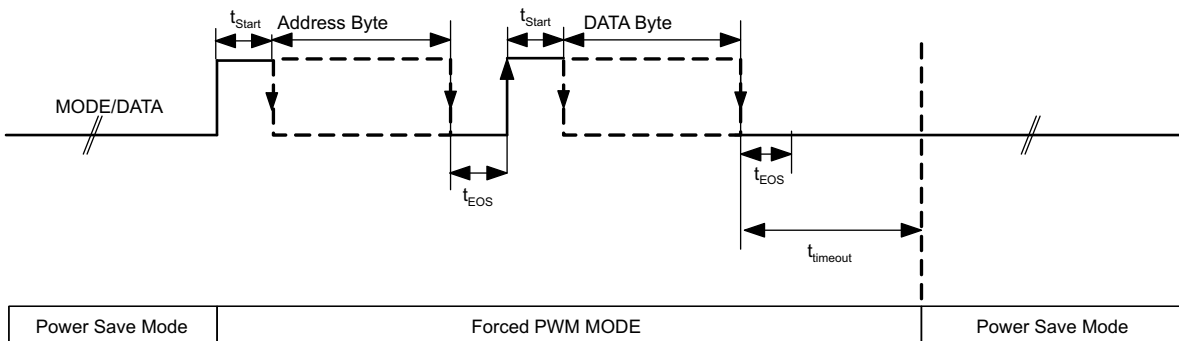 tStart Address Byte tStart DATA Byte
MODE/DATA
tEOS tEOS
ttimeout
Power Save Mode Forced PWM MODE Power Save Mode